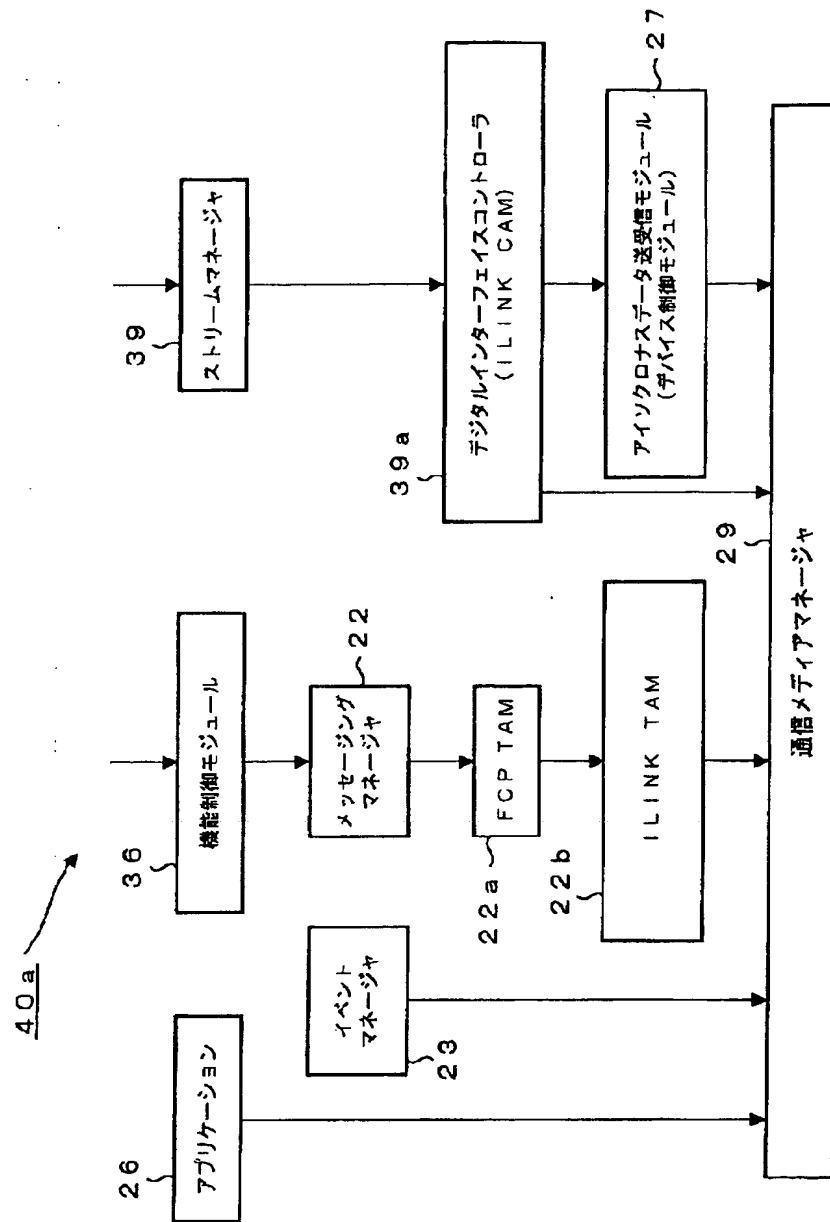 40a
26
アプリケーション
36
機能制御モジュール
39
ストリームマネージャ
イベント
マネージャ
23
メッセージング
マネージャ
22
FCP TAM
22a
ILINK TAM
22b
デジタルインターフェイスコントローラ
(ILINK CAM)
39a
アイソクロナスデータ送受信モジュール
(デバイス制御モジュール)
27
29
通信メディアマネージャ